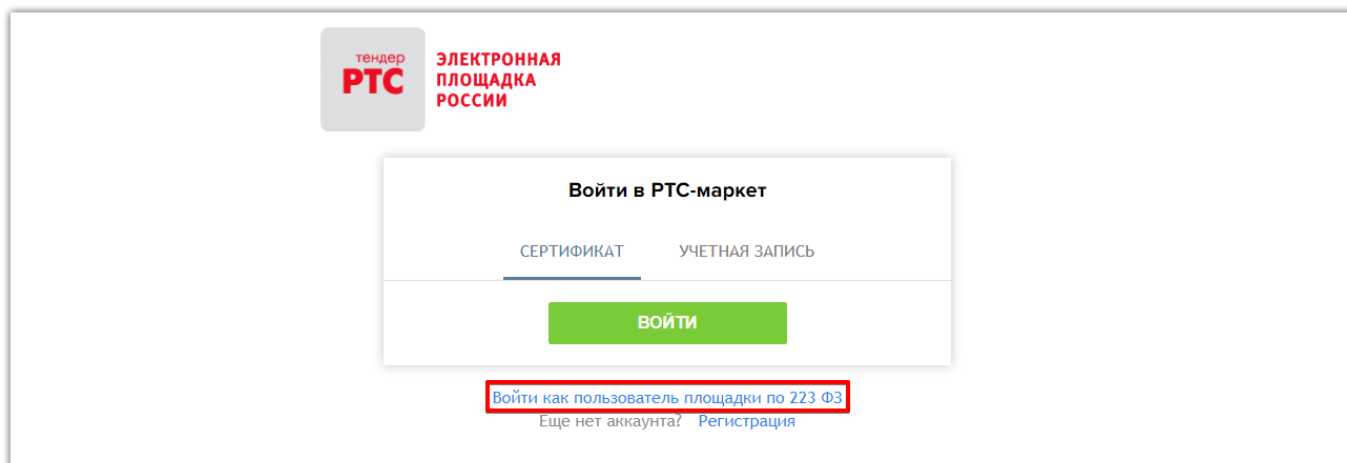 тендер
РТС
ЭЛЕКТРОННАЯ
ПЛОЩАДКА
РОССИИ
Войти в РТС-маркет
СЕРТИФИКАТ УЧЕТНАЯ ЗАПИСЬ
ВОЙТИ
Войти как пользователь площадки по 223 ФЗ
Еще нет аккаунта? Регистрация